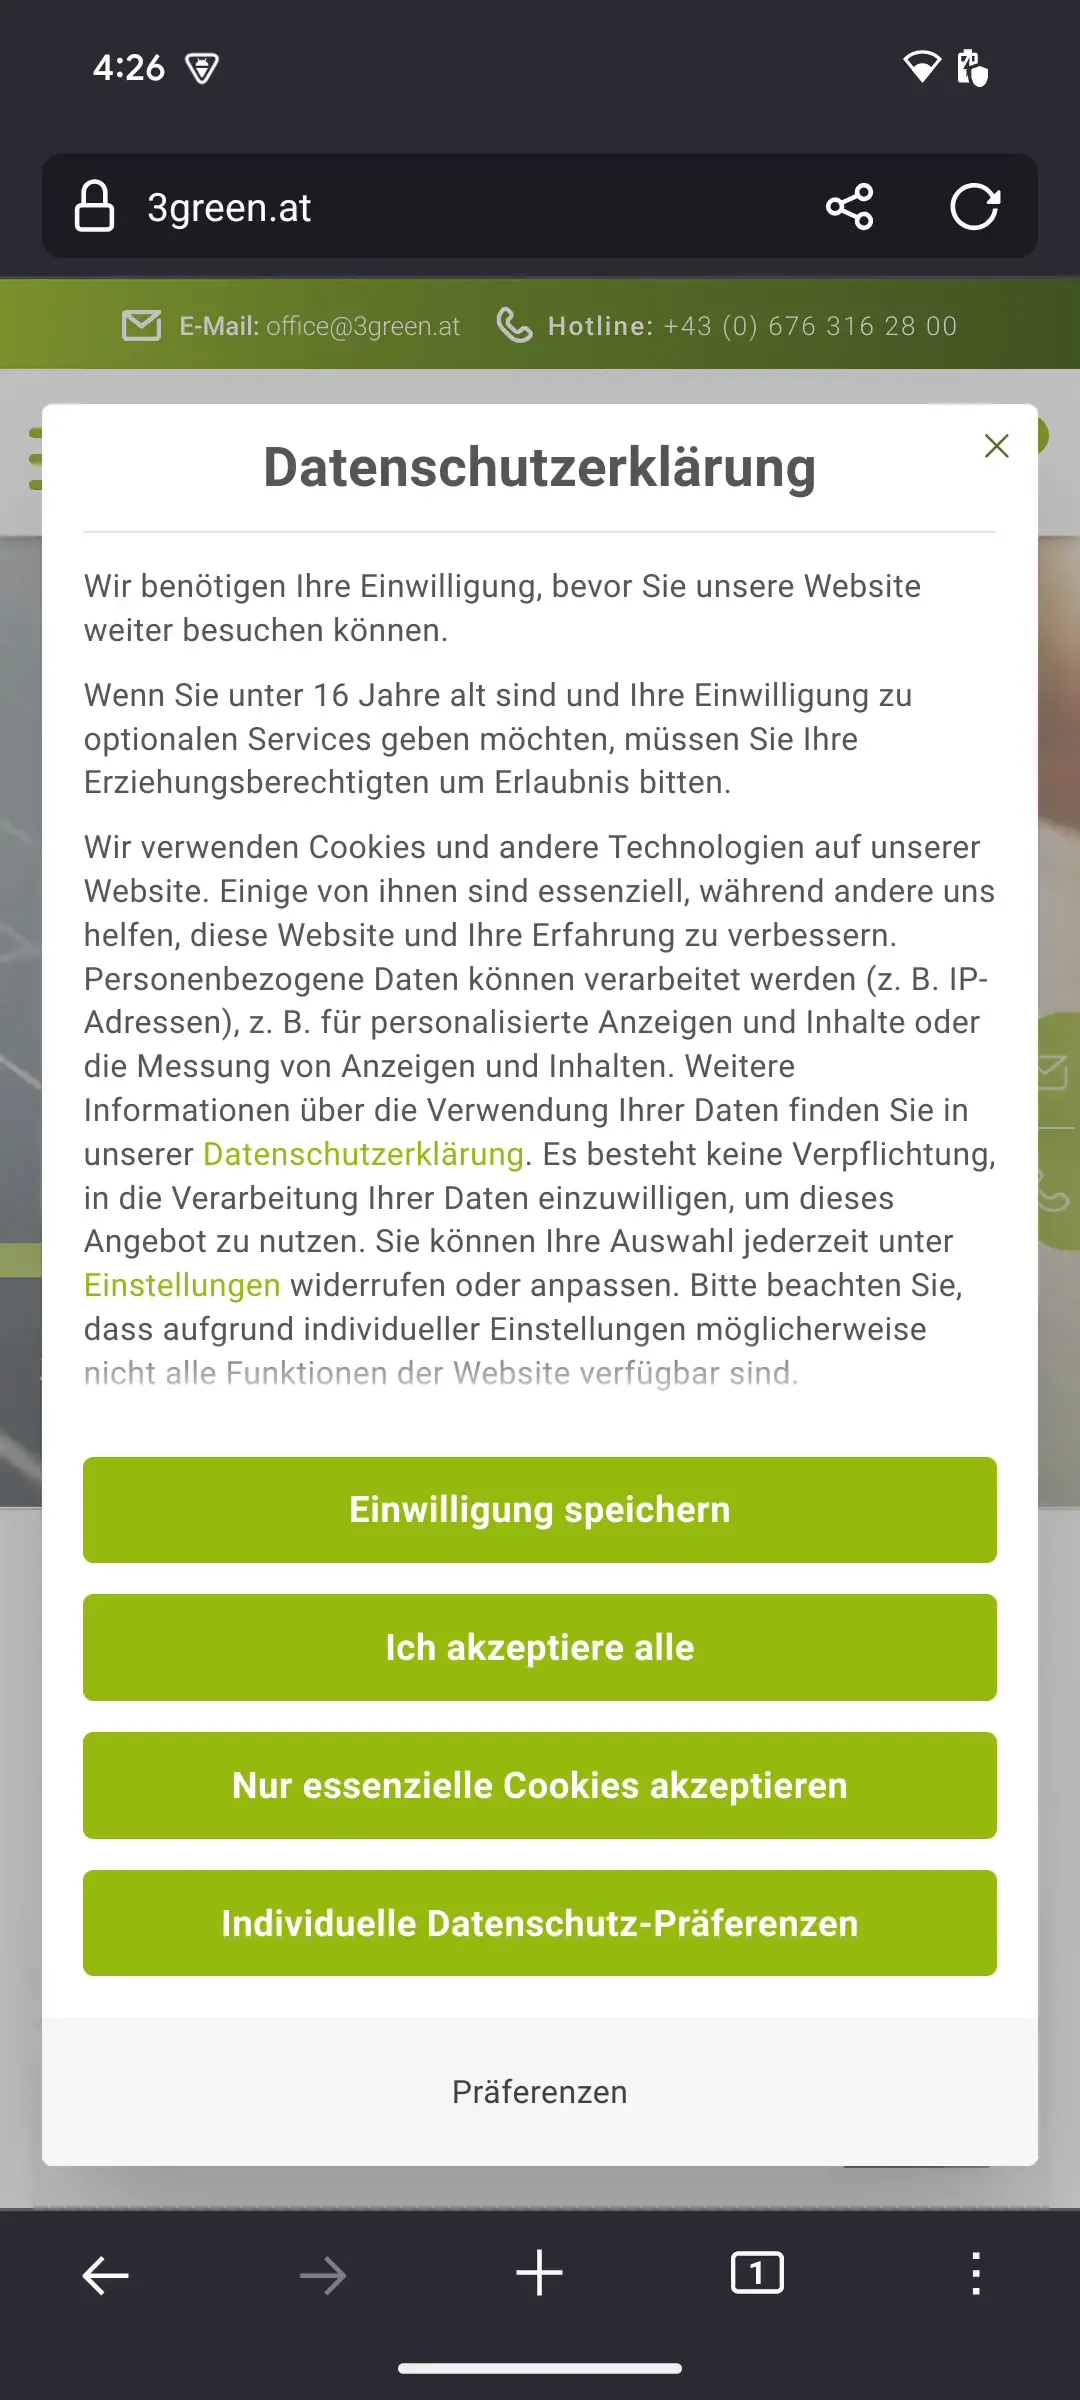 4:26
3green.at
E-Mail: office@3green.at Hotline: +43 (0) 676 316 28 00
Datenschutzerklärung
Wir benötigen Ihre Einwilligung, bevor Sie unsere Website
weiter besuchen können.
Wenn Sie unter 16 Jahre alt sind und Ihre Einwilligung zu
optionalen Services geben möchten, müssen Sie Ihre
Erziehungsberechtigten um Erlaubnis bitten.
Wir verwenden Cookies und andere Technologien auf unserer
Website. Einige von ihnen sind essenziell, während andere uns
helfen, diese Website und Ihre Erfahrung zu verbessern.
Personenbezogene Daten können verarbeitet werden (z. B. IP-
Adressen), z. B. für personalisierte Anzeigen und Inhalte oder
die Messung von Anzeigen und Inhalten. Weitere
Informationen über die Verwendung Ihrer Daten finden Sie in
unserer Datenschutzerklärung. Es besteht keine Verpflichtung,
in die Verarbeitung Ihrer Daten einzuwilligen, um dieses
Angebot zu nutzen. Sie können Ihre Auswahl jederzeit unter
Einstellungen widerrufen oder anpassen. Bitte beachten Sie,
dass aufgrund individueller Einstellungen möglicherweise
nicht alle Funktionen der Website verfügbar sind.
Einwilligung speichern
Ich akzeptiere alle
Nur essenzielle Cookies akzeptieren
Individuelle Datenschutz-Präferenzen
Präferenzen
1